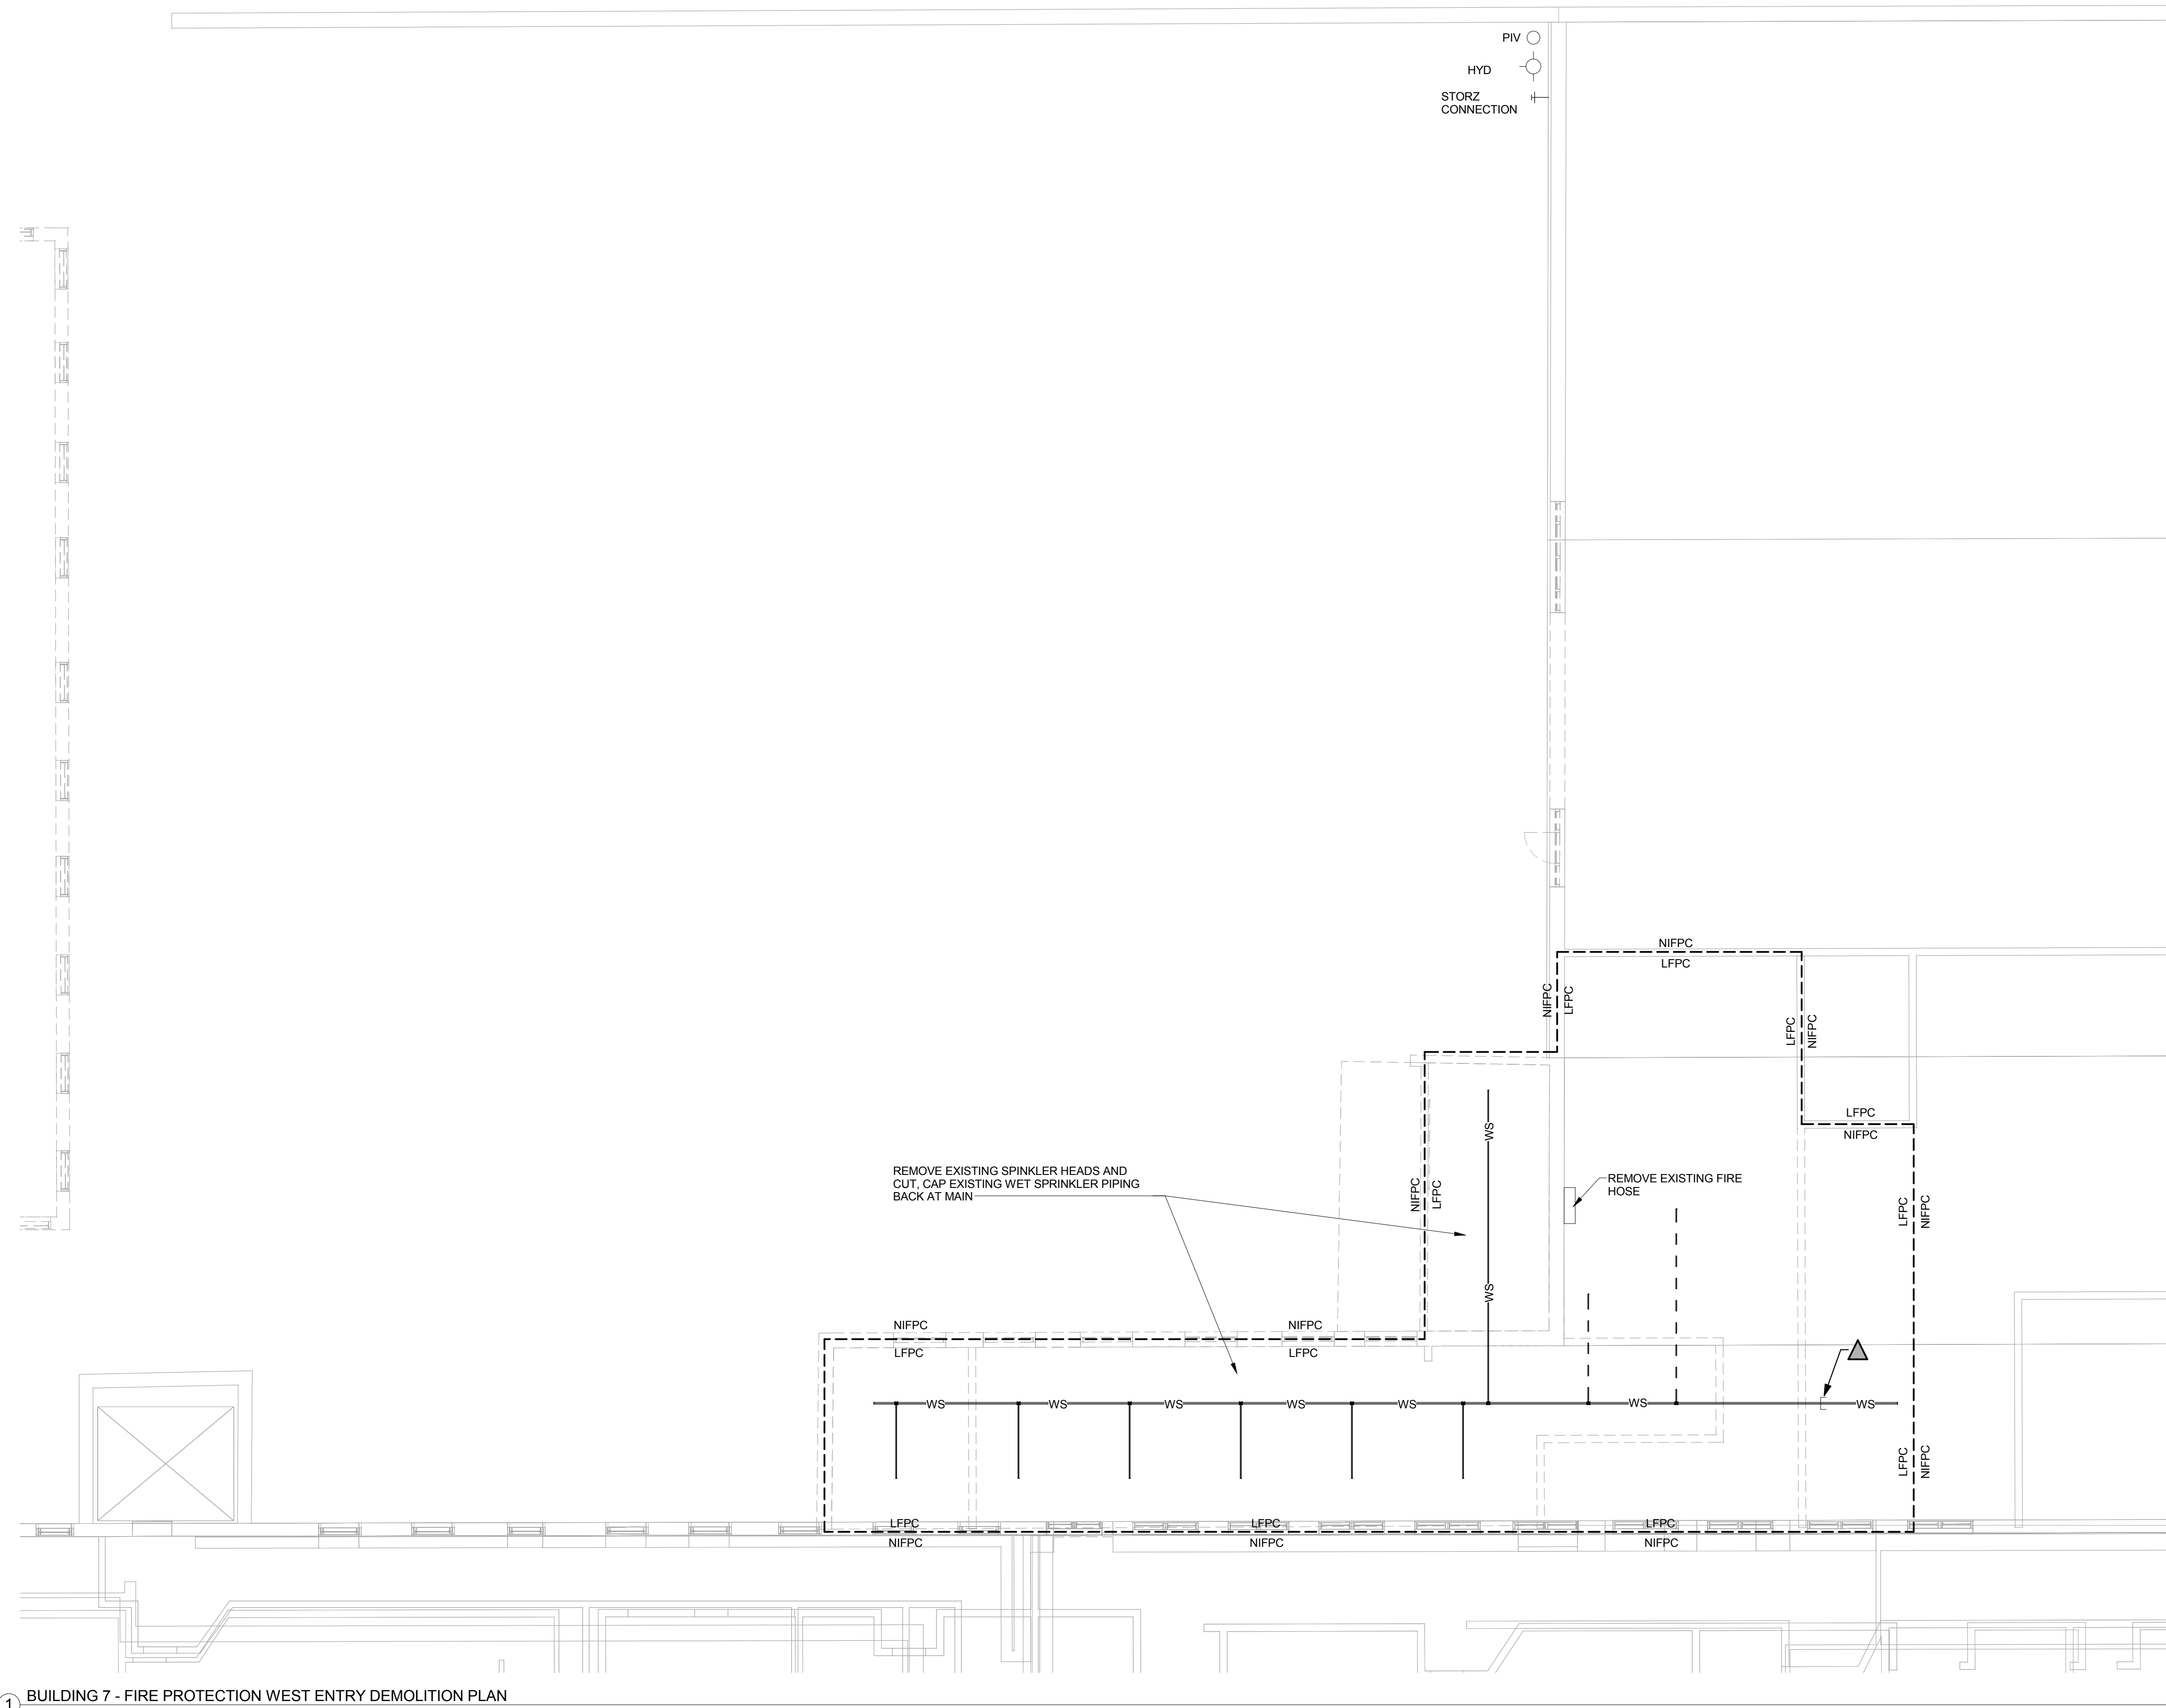 PIV
HYD
STORZ
CONNECTION
NIFPC
LFPC
NIFPC
LFPC
LFPC
NIFPC
LFPC
NIFPC
WS
REMOVE EXISTING SPINKLER HEADS AND
CUT, CAP EXISTING WET SPRINKLER PIPING
BACK AT MAIN
NIFPC
LFPC
REMOVE EXISTING FIRE
HOSE
LFPC
NIFPC
WS
NIFPC
NIFPC
LFPC
LFPC
WS
WS
WS
WS
WS
WS
WS
LFPC
NIFPC
LFPC
LFPC
LFPC
NIFPC
NIFPC
NIFPC
1
BUILDING 7 - FIRE PROTECTION WEST ENTRY DEMOLITION PLAN